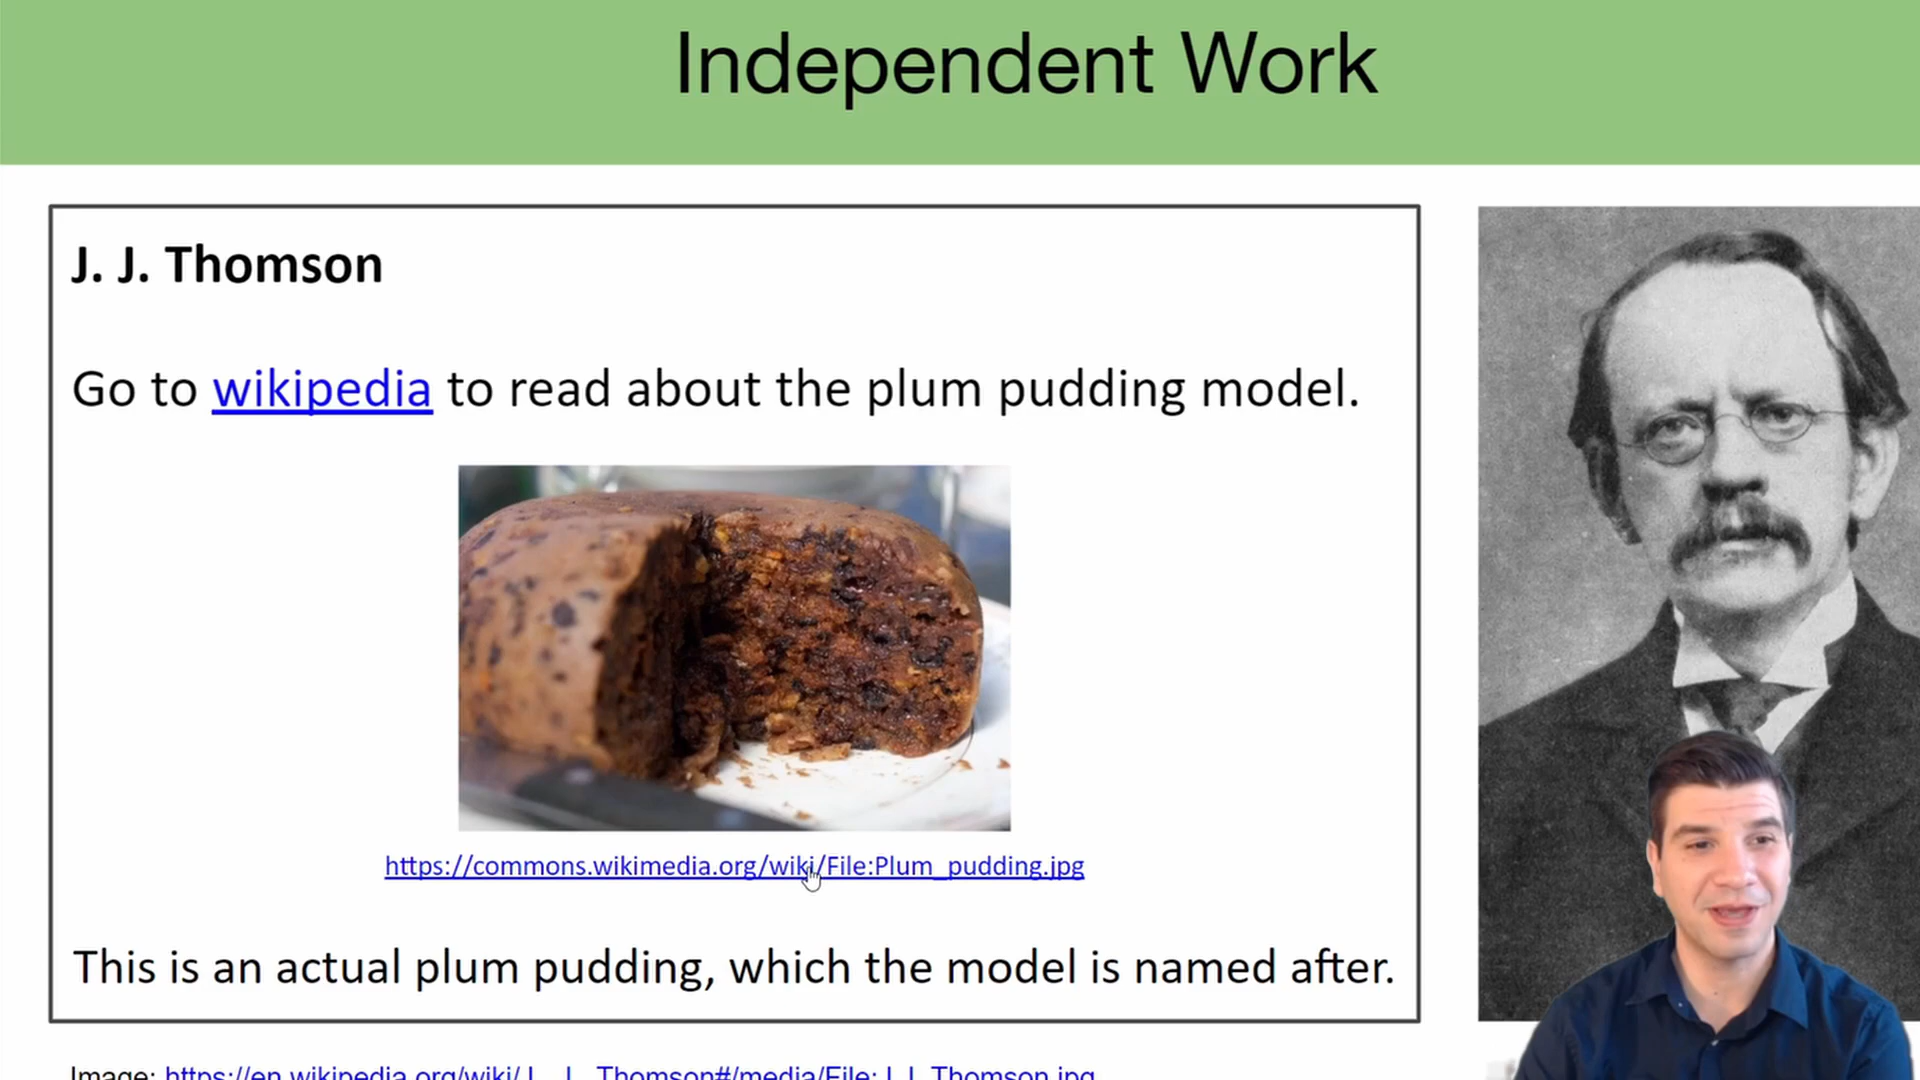 Independent Work
J. J. Thomson
Go to wikipedia to read about the plum pudding model.
https://commons.wikimedia.org/wiki/File:Plum_pudding.jpg
This is an actual plum pudding, which the model is named after.
Image: https://en.wikipedia.org/wiki/J._J._Thomson#/media/File:J.J_Thomson.jpg